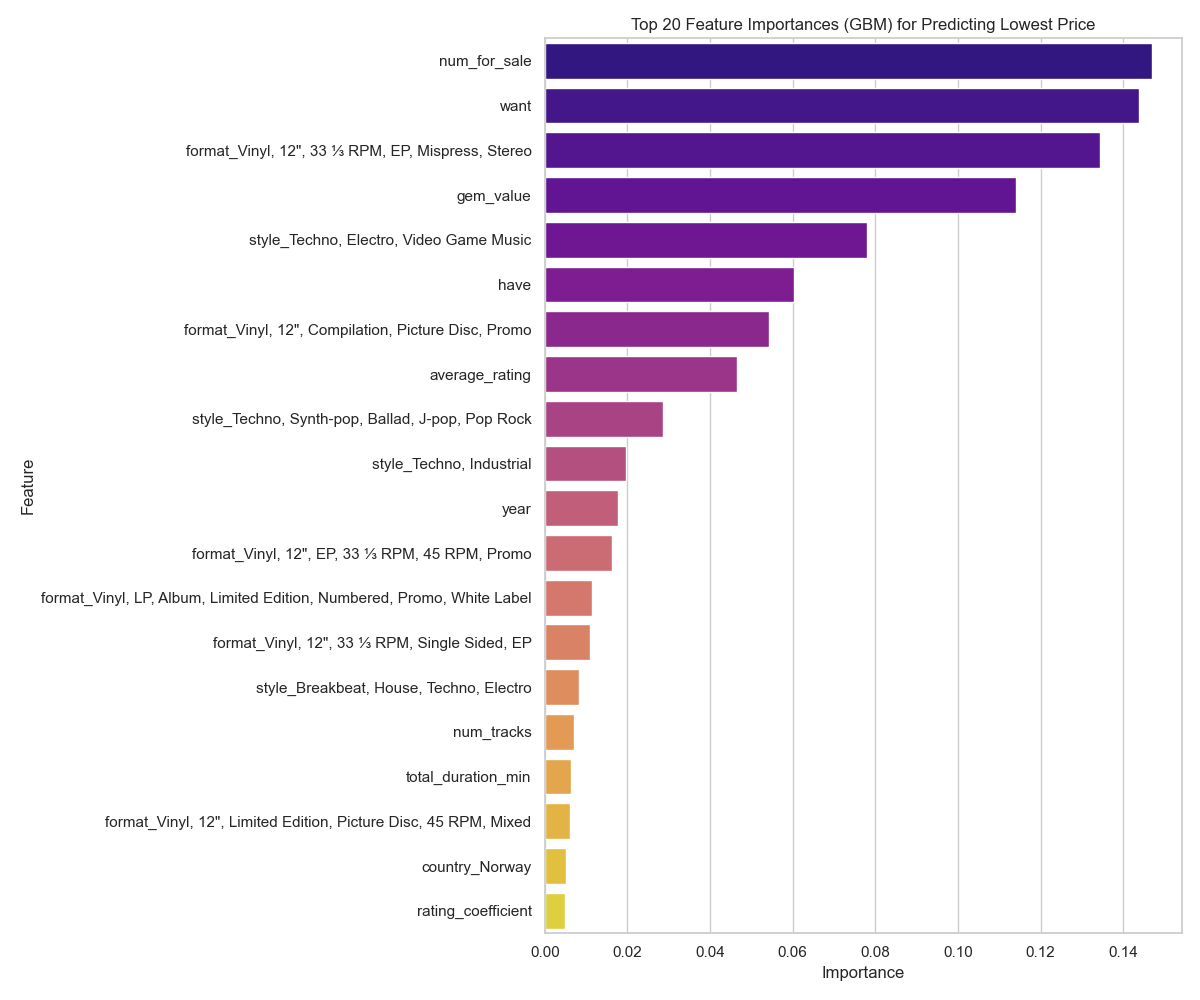 Top 20 Feature Importances (GBM) for Predicting Lowest Price
num_for_sale
want
format_Vinyl, 12", 33 ⅓ RPM, EP, Mispress, Stereo
gem_value
style_Techno, Electro, Video Game Music
have
format_Vinyl, 12", Compilation, Picture Disc, Promo
average_rating
style_Techno, Synth-pop, Ballad, J-pop, Pop Rock
style_Techno, Industrial
year
format_Vinyl, 12", EP, 33 ⅓ RPM, 45 RPM, Promo
format_Vinyl, LP, Album, Limited Edition, Numbered, Promo, White Label
format_Vinyl, 12", 33 ⅓ RPM, Single Sided, EP
style_Breakbeat, House, Techno, Electro
num_tracks
total_duration_min
format_Vinyl, 12", Limited Edition, Picture Disc, 45 RPM, Mixed
country_Norway
rating_coefficient
Feature
0.00 0.02 0.04 0.06 0.08 0.10 0.12 0.14
Importance